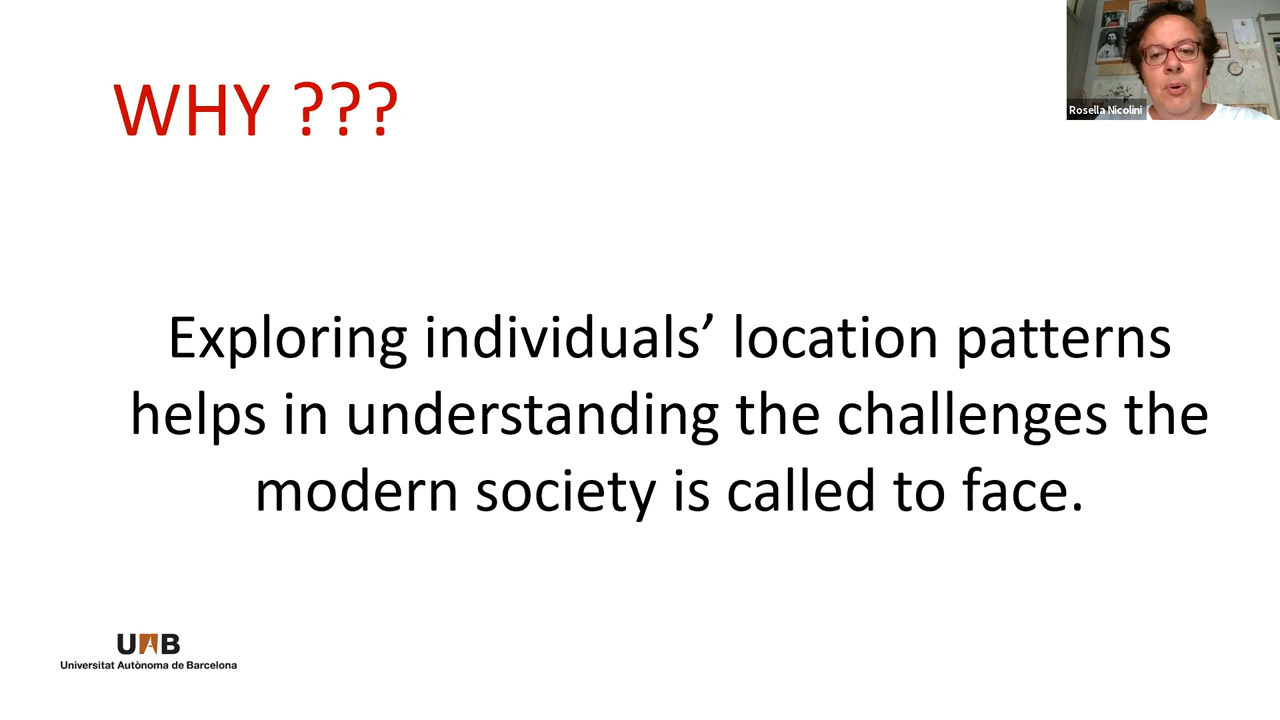 WHY ???
Rosella Nicolini
Exploring individuals’ location patterns
helps in understanding the challenges the
modern society is called to face.
UAB
Universitat Autònoma de Barcelona